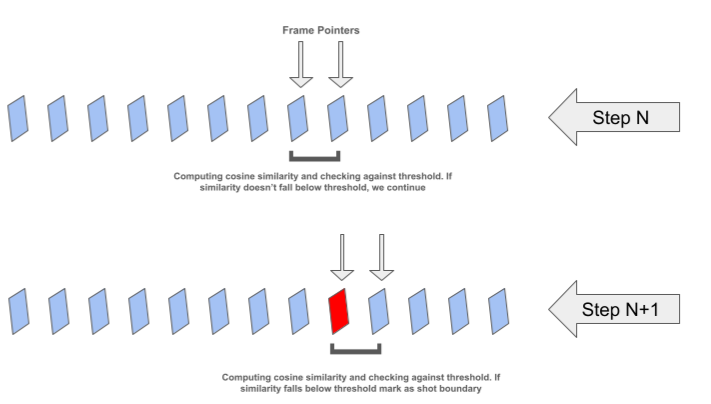 Frame Pointers
Step N
Computing cosine similarity and checking against threshold. If
similarity doesn't fall below threshold, we continue
Step N+1
Computing cosine similarity and checking against threshold. If
similarity falls below threshold mark as shot boundary